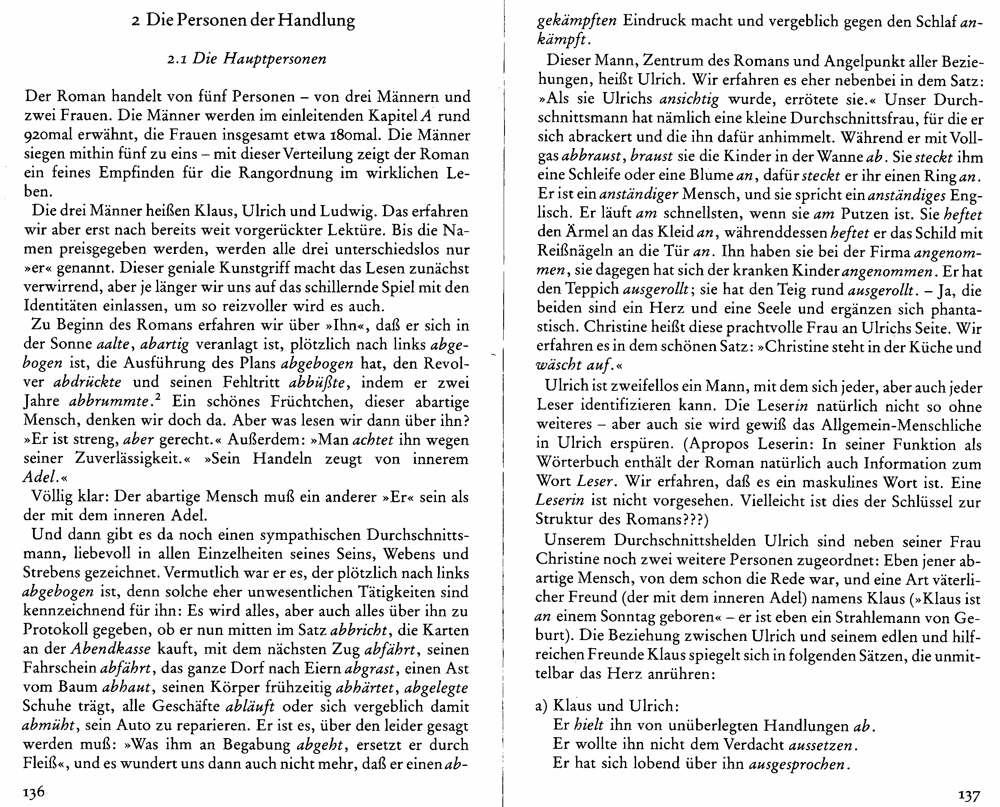 2 Die Personen der Handlung
2.1 Die Hauptpersonen
Der Roman handelt von fünf Personen – von drei Männern und
zwei Frauen. Die Männer werden im einleitenden Kapitel A rund
920mal erwähnt, die Frauen insgesamt etwa 180mal. Die Männer
siegen mithin fünf zu eins – mit dieser Verteilung zeigt der Roman
ein feines Empfinden für die Rangordnung im wirklichen Le-
ben.
Die drei Männer heißen Klaus, Ulrich und Ludwig. Das erfahren
wir aber erst nach bereits weit vorgerückter Lektüre. Bis die Na-
men preisgegeben werden, werden alle drei unterschiedslos nur
»er« genannt. Dieser geniale Kunstgriff macht das Lesen zunächst
verwirrend, aber je länger wir uns auf das schillernde Spiel mit den
Identitäten einlassen, um so reizvoller wird es auch.
Zu Beginn des Romans erfahren wir über »Ihn«, daß er sich in
der Sonne aalte, abartig veranlagt ist, plötzlich nach links abge-
bogen ist, die Ausführung des Plans abgebogen hat, den Revol-
ver abdrückte und seinen Fehltritt abbüßte, indem er zwei
Jahre abbrummte.² Ein schönes Früchtchen, dieser abartige
Mensch, denken wir doch da. Aber was lesen wir dann über ihn?
»Er ist streng, aber gerecht.« Außerdem: »Man achtet ihn wegen
seiner Zuverlässigkeit.« »Sein Handeln zeugt von innerem
Adel.«
Völlig klar: Der abartige Mensch muß ein anderer »Er« sein als
der mit dem inneren Adel.
Und dann gibt es da noch einen sympathischen Durchschnitts-
mann, liebevoll in allen Einzelheiten seines Seins, Webens und
Strebens gezeichnet. Vermutlich war er es, der plötzlich nach links
abgebogen ist, denn solche eher unwesentlichen Tätigkeiten sind
kennzeichnend für ihn: Es wird alles, aber auch alles über ihn zu
Protokoll gegeben, ob er nun mitten im Satz abbricht, die Karten
an der Abendkasse kauft, mit dem nächsten Zug abfährt, seinen
Fahrschein abfährt, das ganze Dorf nach Eiern abgrast, einen Ast
vom Baum abhaut, seinen Körper frühzeitig abhärtet, abgelegte
Schuhe trägt, alle Geschäfte abläuft oder sich vergeblich damit
abmüht, sein Auto zu reparieren. Er ist es, über den leider gesagt
werden muß: »Was ihm an Begabung abgeht, ersetzt er durch
Fleiß«, und es wundert uns dann auch nicht mehr, daß er einen ab-
136
gekämpften Eindruck macht und vergeblich gegen den Schlaf an-
kämpft.
Dieser Mann, Zentrum des Romans und Angelpunkt aller Bezie-
hungen, heißt Ulrich. Wir erfahren es eher nebenbei in dem Satz:
»Als sie Ulrichs ansichtig wurde, errötete sie.« Unser Durch-
schnittsmann hat nämlich eine kleine Durchschnittsfrau, für die er
sich abrackert und die ihn dafür anhimmelt. Während er mit Voll-
gas abbraust, braust sie die Kinder in der Wanne ab. Sie steckt ihm
eine Schleife oder eine Blume an, dafür steckt er ihr einen Ring an.
Er ist ein anständiger Mensch, und sie spricht ein anständiges Eng-
lisch. Er läuft am schnellsten, wenn sie am Putzen ist. Sie heftet
den Ärmel an das Kleid an, währenddessen heftet er das Schild mit
Reißnägeln an die Tür an. Ihn haben sie bei der Firma angenom-
men, sie dagegen hat sich der kranken Kinder angenommen. Er hat
den Teppich ausgerollt; sie hat den Teig rund ausgerollt. – Ja, die
beiden sind ein Herz und eine Seele und ergänzen sich phanta-
stisch. Christine heißt diese prachtvolle Frau an Ulrichs Seite. Wir
erfahren es in dem schönen Satz: »Christine steht in der Küche und
wäscht auf.«
Ulrich ist zweifellos ein Mann, mit dem sich jeder, aber auch jeder
Leser identifizieren kann. Die Leserin natürlich nicht so ohne
weiteres – aber auch sie wird gewiß das Allgemein-Menschliche
in Ulrich erspüren. (Apropos Leserin: In seiner Funktion als
Wörterbuch enthält der Roman natürlich auch Information zum
Wort Leser. Wir erfahren, daß es ein maskulines Wort ist. Eine
Leserin ist nicht vorgesehen. Vielleicht ist dies der Schlüssel zur
Struktur des Romans???)
Unserem Durchschnittshelden Ulrich sind neben seiner Frau
Christine noch zwei weitere Personen zugeordnet: Eben jener ab-
artige Mensch, von dem schon die Rede war, und eine Art väterli-
cher Freund (der mit dem inneren Adel) namens Klaus (»Klaus ist
an einem Sonntag geboren« – er ist eben ein Strahlemann von Ge-
burt). Die Beziehung zwischen Ulrich und seinem edlen und hilf-
reichen Freunde Klaus spiegelt sich in folgenden Sätzen, die unmit-
telbar das Herz anrühren:
a) Klaus und Ulrich:
Er hielt ihn von unüberlegten Handlungen ab.
Er wollte ihn nicht dem Verdacht aussetzen.
Er hat sich lobend über ihn ausgesprochen.
137